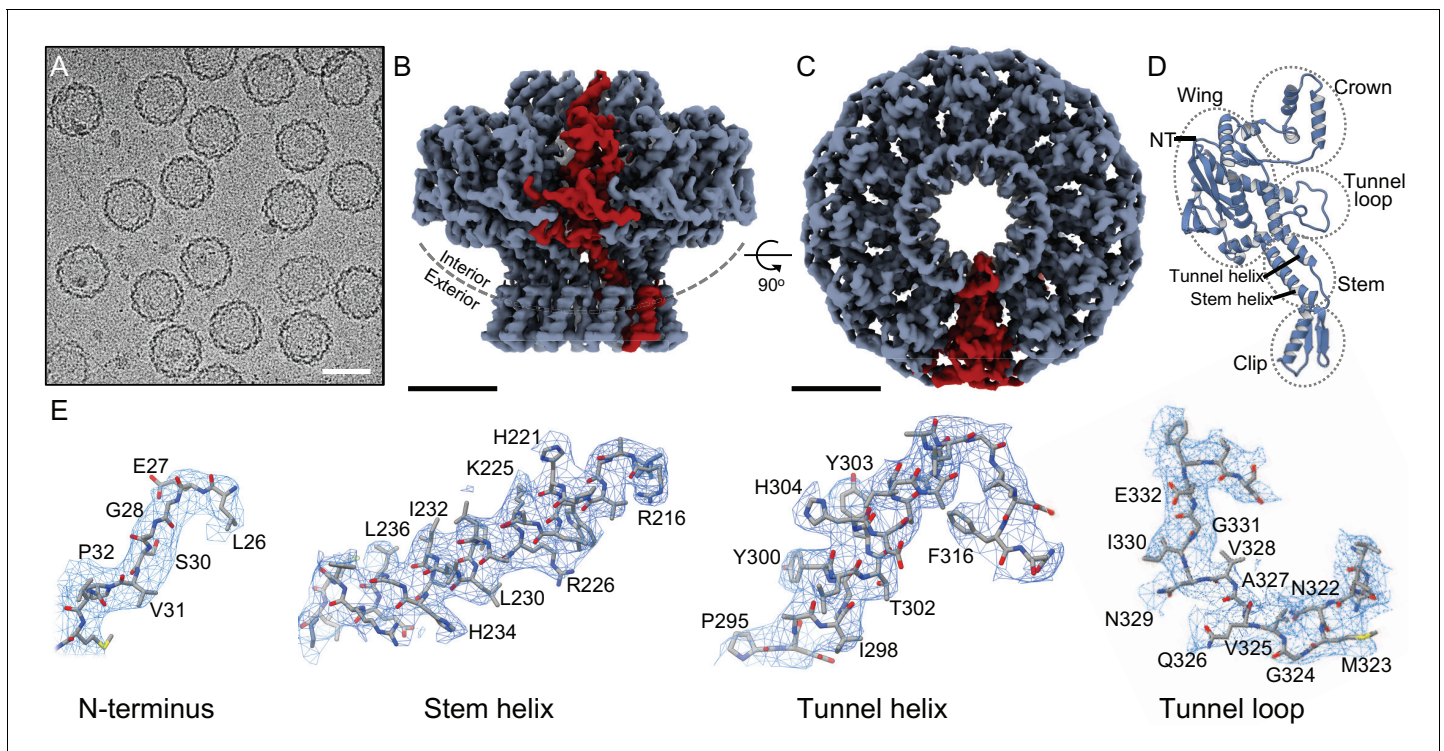 A
B
C
D
Interior
Exterior
90º
Wing
Crown
NT
Tunnel
loop
Tunnel helix
Stem helix
Stem
Clip
E
E27
G28
P32
S30
L26
V31
N-terminus
H221
K225
I232
L236
R216
R226
L230
H234
Stem helix
Y303
H304
Y300
F316
P295
T302
I298
Tunnel helix
E332
G331
I330
V328
A327
N322
N329
Q326
V325
G324
M323
Tunnel loop